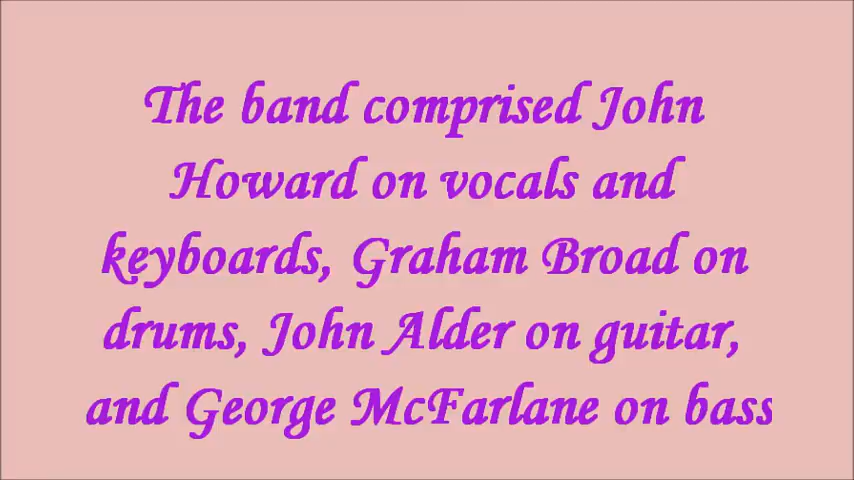 The band comprised John
Howard on vocals and
keyboards, Graham Broad on
drums, John Alder on guitar,
and George McFarlane on bass